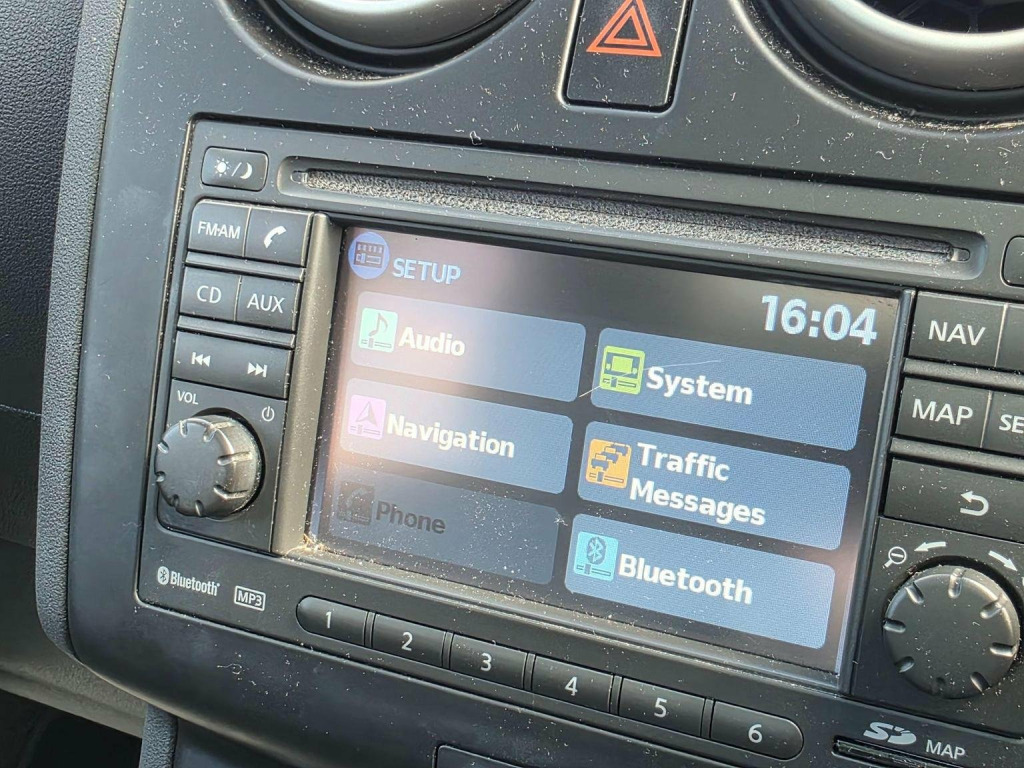 FM·AM
CD
AUX
VOL
SETUP
16:04
Audio
System
Navigation
Traffic
Messages
Phone
Bluetooth
NAV
MAP
Bluetooth®
MP3
1 2 3 4 5 6
SD
MAP